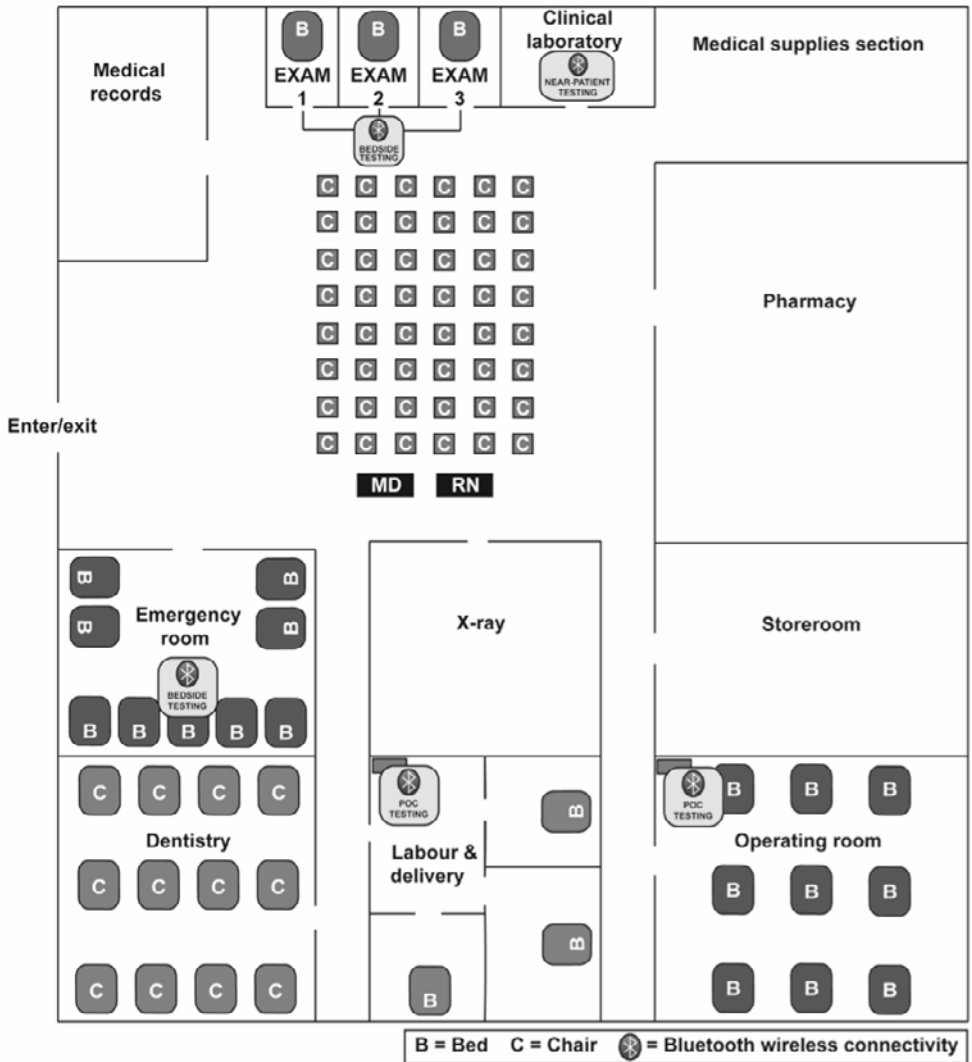 Medical
records
B
EXAM
1
B
EXAM
2
B
EXAM
3
Clinical
laboratory
NEAR-PATIENT
TESTING
Medical supplies section
BEDSIDE
TESTING
C C C C C C
C C C C C C
C C C C C C
C C C C C C
C C C C C C
C C C C C C
C C C C C C
C C C C C C
MD RN
Enter/exit
Pharmacy
B B
B B
Emergency
room
BEDSIDE
TESTING
B B B B B
X-ray
Storeroom
C C C C
Dentistry
C C C C
C C C C
POC
TESTING
B
Labour &
delivery
B
B
POC
TESTING
B B B
Operating room
B B B
B B B
B = Bed C = Chair = Bluetooth wireless connectivity